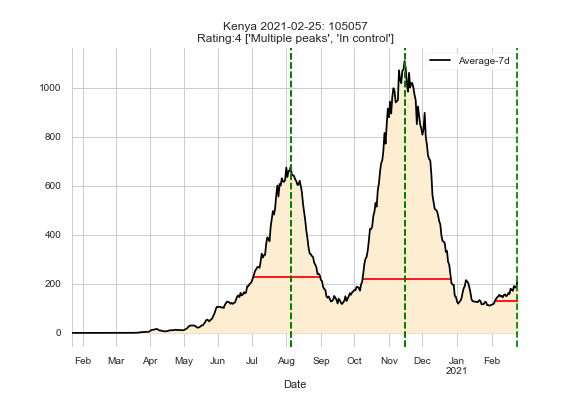 Kenya 2021-02-25: 105057
Rating:4 ['Multiple peaks', 'In control']
Average-7d
1000
800
600
400
200
0
Feb Mar Apr May Jun Jul Aug Sep Oct Nov Dec Jan Feb
2021
Date